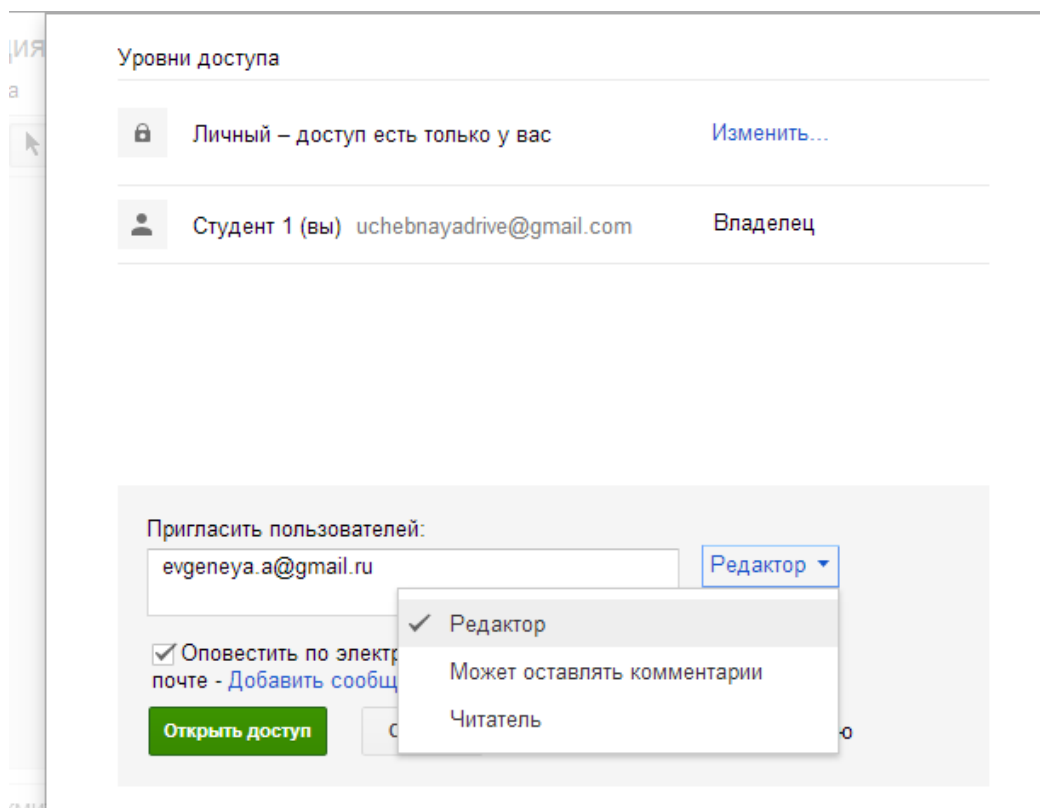 Уровни доступа
Личный – доступ есть только у вас Изменить...
Студент 1 (вы) uchebnayadrive@gmail.com Владелец
Пригласить пользователей:
evgeneya.a@gmail.ru Редактор
Редактор
Может оставлять комментарии
Читатель
Оповестить по электр
почте - Добавить сообщ
Открыть доступ